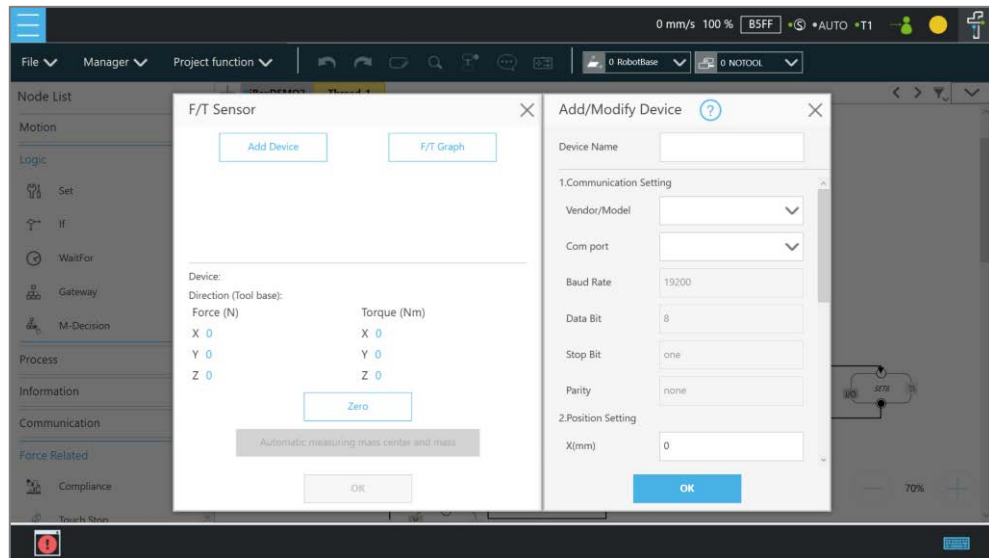 0 mm/s 100 % B5FF •Ⓢ •AUTO •T1
File Manager Project function 0 RobotBase 0 NOTOOL
Node List
Motion
Logic
Set
If
WaitFor
Gateway
M-Decision
Process
Information
Communication
Force Related
Compliance
Touch Stop
Thread_1
F/T Sensor
Add Device F/T Graph
Device:
Direction (Tool base):
Force (N) Torque (Nm)
X 0 X 0
Y 0 Y 0
Z 0 Z 0
Zero
Automatic measuring mass center and mass
OK
Add/Modify Device ?
Device Name
1.Communication Setting
Vendor/Model
Com port
Baud Rate 19200
Data Bit 8
Stop Bit one
Parity none
2.Position Setting
X(mm) 0
OK
I/O SET8
70%